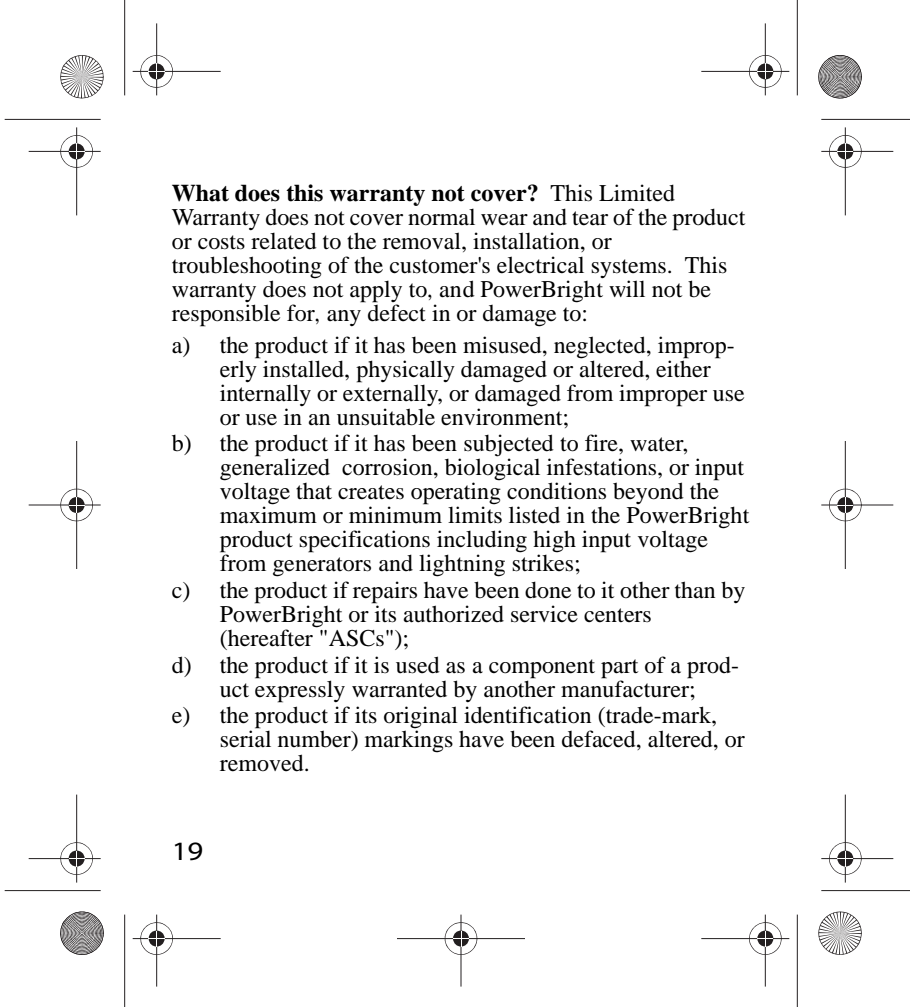 What does this warranty not cover?  This Limited
Warranty does not cover normal wear and tear of the product
or costs related to the removal, installation, or
troubleshooting of the customer's electrical systems.  This
warranty does not apply to, and PowerBright will not be
responsible for, any defect in or damage to:
a) the product if it has been misused, neglected, improp-
erly installed, physically damaged or altered, either
internally or externally, or damaged from improper use
or use in an unsuitable environment;
b) the product if it has been subjected to fire, water,
generalized  corrosion, biological infestations, or input
voltage that creates operating conditions beyond the
maximum or minimum limits listed in the PowerBright
product specifications including high input voltage
from generators and lightning strikes;
c) the product if repairs have been done to it other than by
PowerBright or its authorized service centers
(hereafter "ASCs");
d) the product if it is used as a component part of a prod-
uct expressly warranted by another manufacturer;
e) the product if its original identification (trade-mark,
serial number) markings have been defaced, altered, or
removed.
19